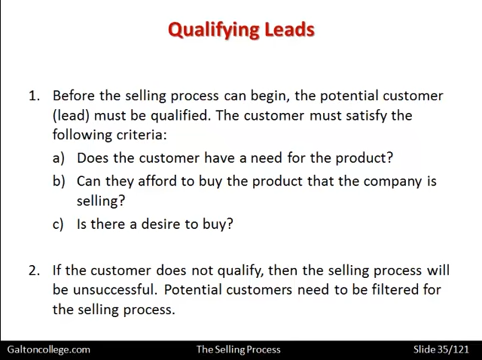 Qualifying Leads
1. Before the selling process can begin, the potential customer
(lead) must be qualified. The customer must satisfy the
following criteria:
a) Does the customer have a need for the product?
b) Can they afford to buy the product that the company is
selling?
c) Is there a desire to buy?
2. If the customer does not qualify, then the selling process will
be unsuccessful. Potential customers need to be filtered for
the selling process.
Galtoncollege.com The Selling Process Slide 35/121